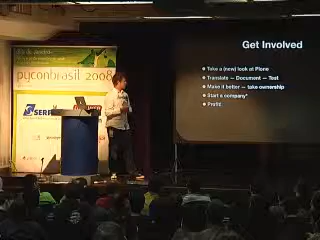 pyconbrasil 2008
SERP
Get Involved
Take a (new) look at Plone
Translate – Document – Test
Make it better – take ownership
Start a company*
Profit!